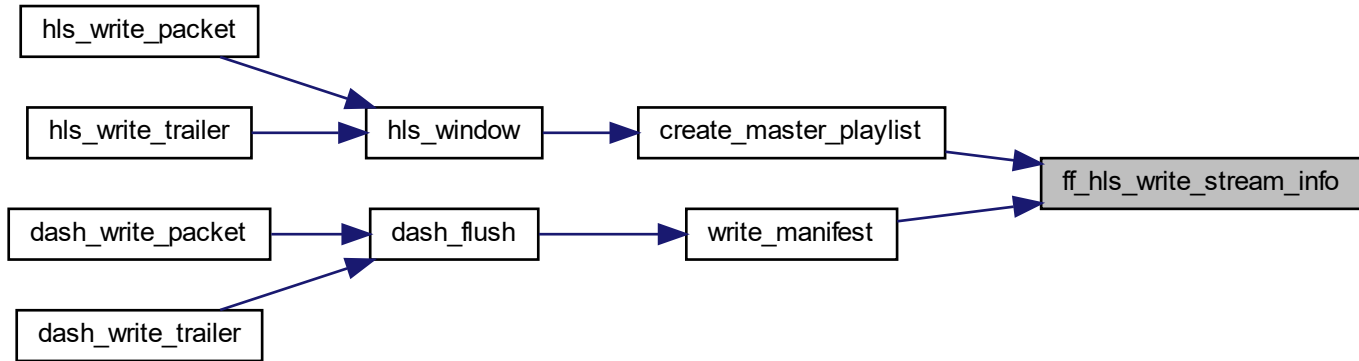 hls_write_packet
hls_write_trailer
hls_window
create_master_playlist
ff_hls_write_stream_info
dash_write_packet
dash_flush
write_manifest
dash_write_trailer